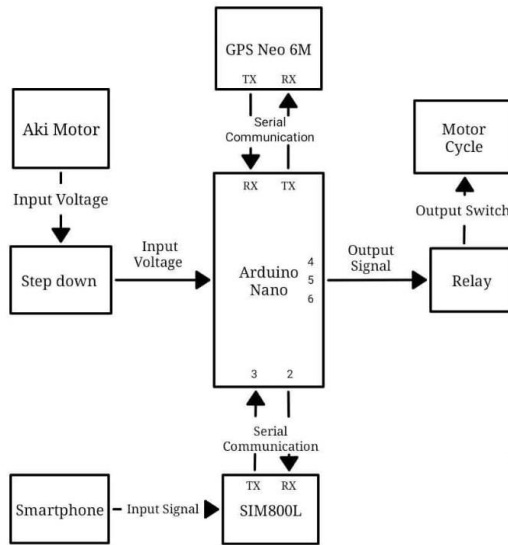 GPS Neo 6M
TX RX
Serial
Communication
Aki Motor
Input Voltage
Step down
Input
Voltage
RX TX
Arduino
Nano
4
5
6
3 2
Output
Signal
Motor
Cycle
Output Switch
Relay
Serial
Communication
TX RX
SIM800L
Smartphone
Input Signal